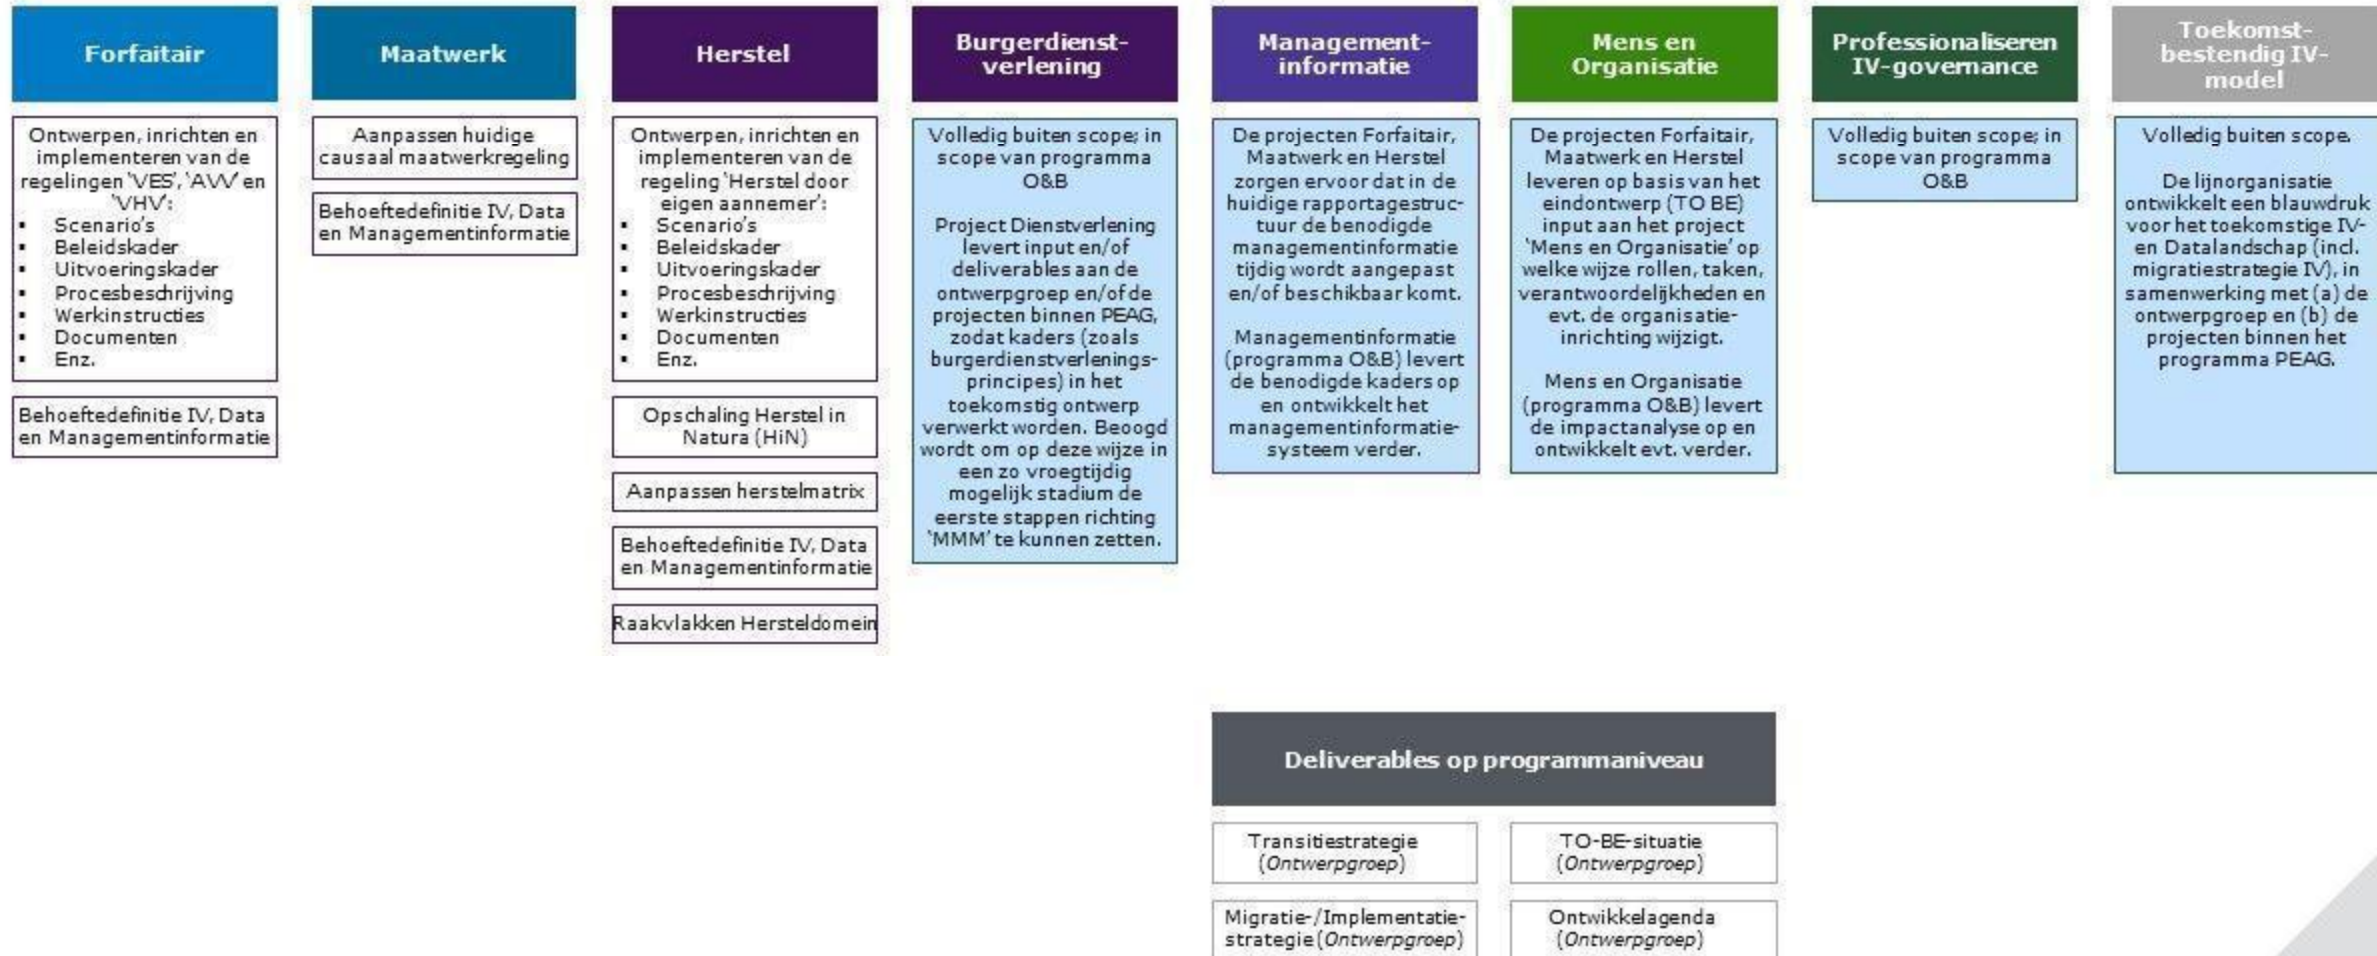 Forfaitair
Ontwerpen, inrichten en
implementeren van de
regelingen 'VES', 'AVV' en
'VHV':
▪ Scenario's
▪ Beleidskader
▪ Uitvoeringskader
▪ Procesbeschrijving
▪ Werkinstructies
▪ Documenten
▪ Enz.
Behoeftedefinitie IV, Data
en Managementinformatie
Maatwerk
Aanpassen huidige
causaal maatwerkregeling
Behoeftedefinitie IV, Data
en Managementinformatie
Herstel
Ontwerpen, inrichten en
implementeren van de
regeling 'Herstel door
eigen aannemer':
▪ Scenario's
▪ Beleidskader
▪ Uitvoeringskader
▪ Procesbeschrijving
▪ Werkinstructies
▪ Documenten
▪ Enz.
Opschaling Herstel in
Natura (HiN)
Aanpassen herstelmatrix
Behoeftedefinitie IV, Data
en Managementinformatie
Raakvlakken Hersteldomein
Burgerdienst-
verlening
Volledig buiten scope; in
scope van programma
O&B
Project Dienstverlening
levert input en/of
deliverables aan de
ontwerpgroep en/of de
projecten binnen PEAG,
zodat kaders (zoals
burgerdienstverlenings-
principes) in het
toekomstig ontwerp
verwerkt worden. Beoogd
wordt om op deze wijze in
een zo vroegtijdig
mogelijk stadium de
eerste stappen richting
'MMM' te kunnen zetten.
Management-
informatie
De projecten Forfaitair,
Maatwerk en Herstel
zorgen ervoor dat in de
huidige rapportagestruc-
tuur de benodigde
managementinformatie
tijdig wordt aangepast
en/of beschikbaar komt.
Managementinformatie
(programma O&B) levert
de benodigde kaders op
en ontwikkelt het
managementinformatie-
systeem verder.
Mens en
Organisatie
De projecten Forfaitair,
Maatwerk en Herstel
leveren op basis van het
eindontwerp (TO BE)
input aan het project
'Mens en Organisatie' op
welke wijze rollen, taken,
verantwoordelijkheden en
evt. de organisatie-
inrichting wijzigt.
Mens en Organisatie
(programma O&B) levert
de impactanalyse op en
ontwikkelt evt. verder.
Professionaliseren
IV-governance
Volledig buiten scope; in
scope van programma
O&B
Toekomst-
bestendig IV-
model
Volledig buiten scope.
De lijnorganisatie
ontwikkelt een blauwdruk
voor het toekomstige IV-
en Datalandschap (incl.
migratiestrategie IV), in
samenwerking met (a) de
ontwerpgroep en (b) de
projecten binnen het
programma PEAG.
Deliverables op programmaniveau
Transitiestrategie
(Ontwerpgroep)
TO-BE-situatie
(Ontwerpgroep)
Migratie-/Implementatie-
strategie (Ontwerpgroep)
Ontwikkelagenda
(Ontwerpgroep)